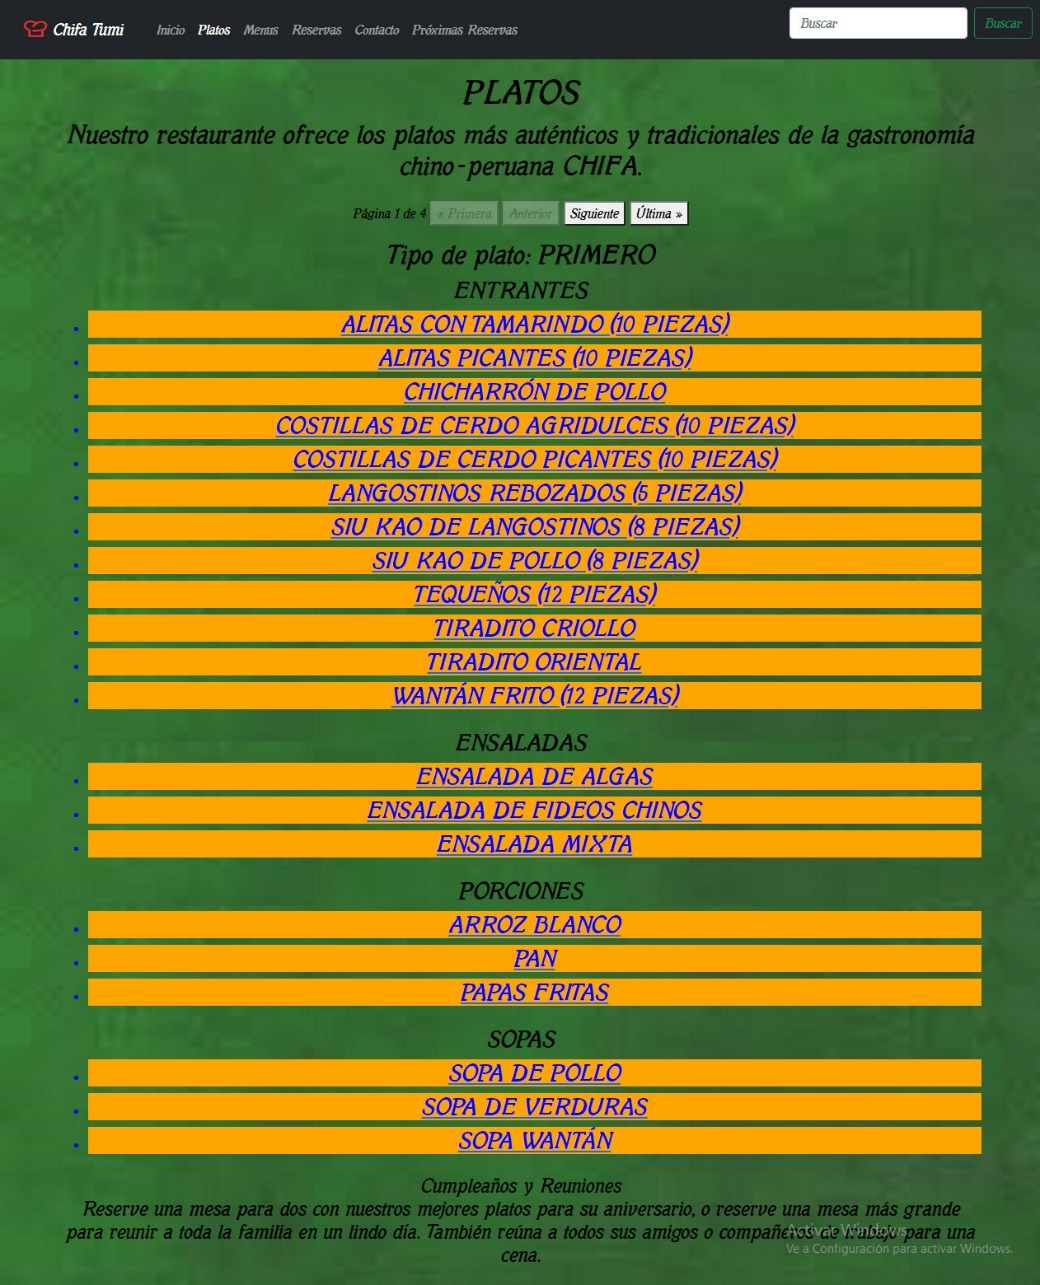 Chifa Tumi Inicio Platos Menus Reservas Contacto Próximas Reservas Buscar Buscar
PLATOS
Nuestro restaurante ofrece los platos más auténticos y tradicionales de la gastronomía
chino-peruana CHIFA.
Página 1 de 4 « Primera Anterior Siguiente Última »
Tipo de plato: PRIMERO
ENTRANTES
ALITAS CON TAMARINDO (10 PIEZAS)
ALITAS PICANTES (10 PIEZAS)
CHICHARRÓN DE POLLO
COSTILLAS DE CERDO AGRIDULCES (10 PIEZAS)
COSTILLAS DE CERDO PICANTES (10 PIEZAS)
LANGOSTINOS REBOZADOS (5 PIEZAS)
SIU KAO DE LANGOSTINOS (8 PIEZAS)
SIU KAO DE POLLO (8 PIEZAS)
TEQUEÑOS (12 PIEZAS)
TIRADITO CRIOLLO
TIRADITO ORIENTAL
WANTÁN FRITO (12 PIEZAS)
ENSALADAS
ENSALADA DE ALGAS
ENSALADA DE FIDEOS CHINOS
ENSALADA MIXTA
PORCIONES
ARROZ BLANCO
PAN
PAPAS FRITAS
SOPAS
SOPA DE POLLO
SOPA DE VERDURAS
SOPA WANTÁN
Cumpleaños y Reuniones
Reserve una mesa para dos con nuestros mejores platos para su aniversario, o reserve una mesa más grande
para reunir a toda la familia en un lindo día. También reúna a todos sus amigos o compañeros de trabajo para una
cena.
Activar Windows
Ve a Configuración para activar Windows.